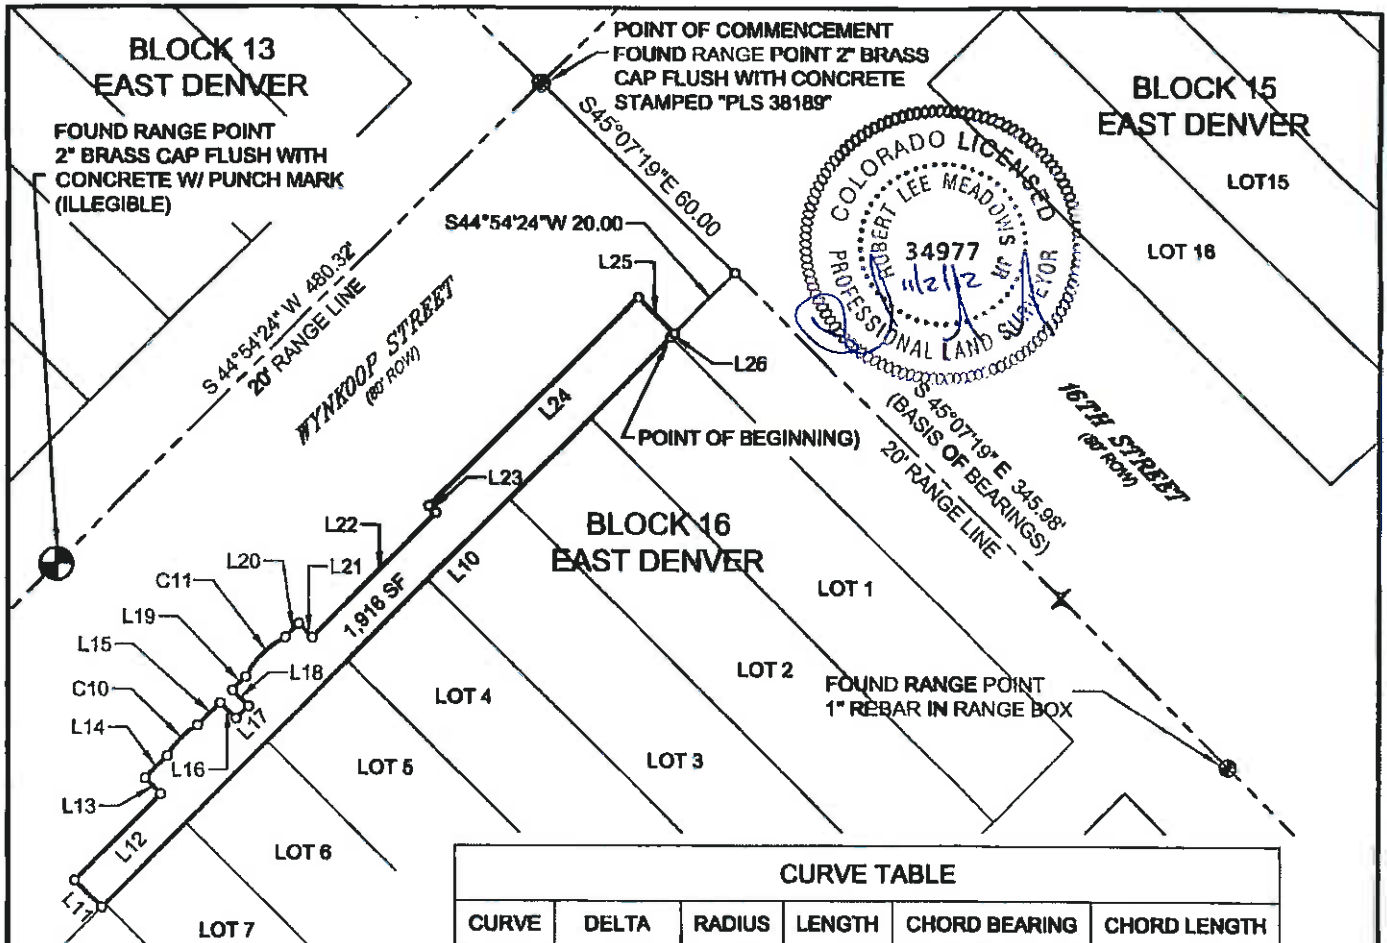 BLOCK 13
EAST DENVER
FOUND RANGE POINT
2" BRASS CAP FLUSH WITH
CONCRETE W/ PUNCH MARK
(ILLEGIBLE)
POINT OF COMMENCEMENT
FOUND RANGE POINT 2" BRASS
CAP FLUSH WITH CONCRETE
STAMPED "PLS 38189"
BLOCK 15
EAST DENVER
LOT15
LOT 16
S45°07'19"E 60.00
S44°54'24"W 20.00
COLORADO LICENSED
ROBERT LEE MEADOWS JR
34977
11/2/12
PROFESSIONAL LAND SURVEYOR
S 44°54'24" W 480.32'
20' RANGE LINE
WYNKOOP STREET
(80' ROW)
L25
L26
L24
POINT OF BEGINNING)
S 45°07'19" E 345.98'
(BASIS OF BEARINGS)
20' RANGE LINE
16TH STREET
(80' ROW)
L23
L22
L10
1,916 SF
BLOCK 16
EAST DENVER
L20
L21
C11
L19
L15
L18
C10
L17
L14
L16
L13
L12
L11
LOT 1
LOT 2
LOT 3
LOT 4
LOT 5
LOT 6
LOT 7
FOUND RANGE POINT
1" REBAR IN RANGE BOX
CURVE TABLE
CURVE DELTA RADIUS LENGTH CHORD BEARING CHORD LENGTH